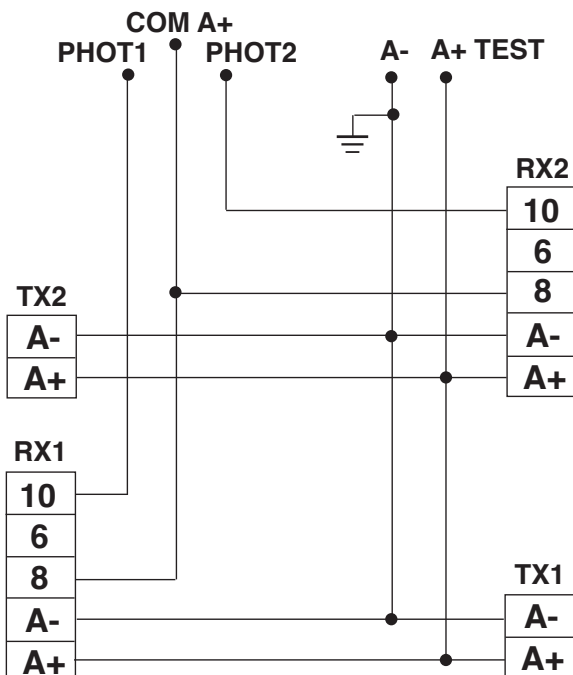 COM A+
PHOT1
PHOT2
A-
A+ TEST
RX2
10
6
8
A-
A+
TX2
A-
A+
RX1
10
6
8
A-
A+
TX1
A-
A+